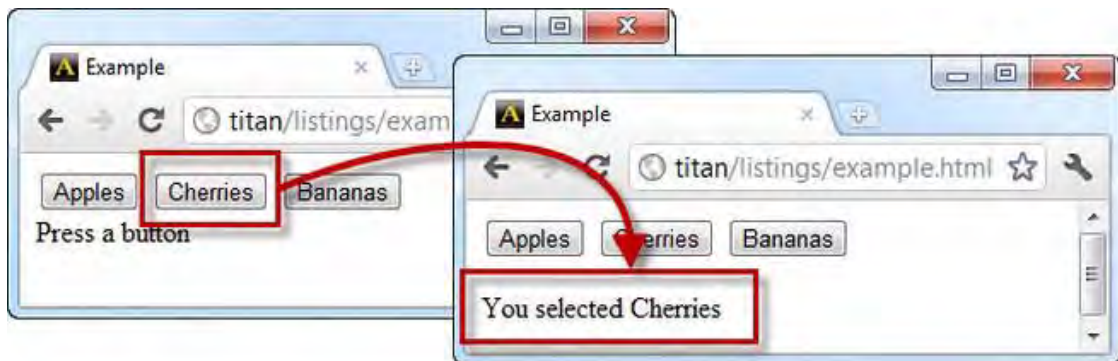 Example
titan/listings/exam
Apples Cherries Bananas
Press a button
Example
titan/listings/example.html
Apples Cherries Bananas
You selected Cherries